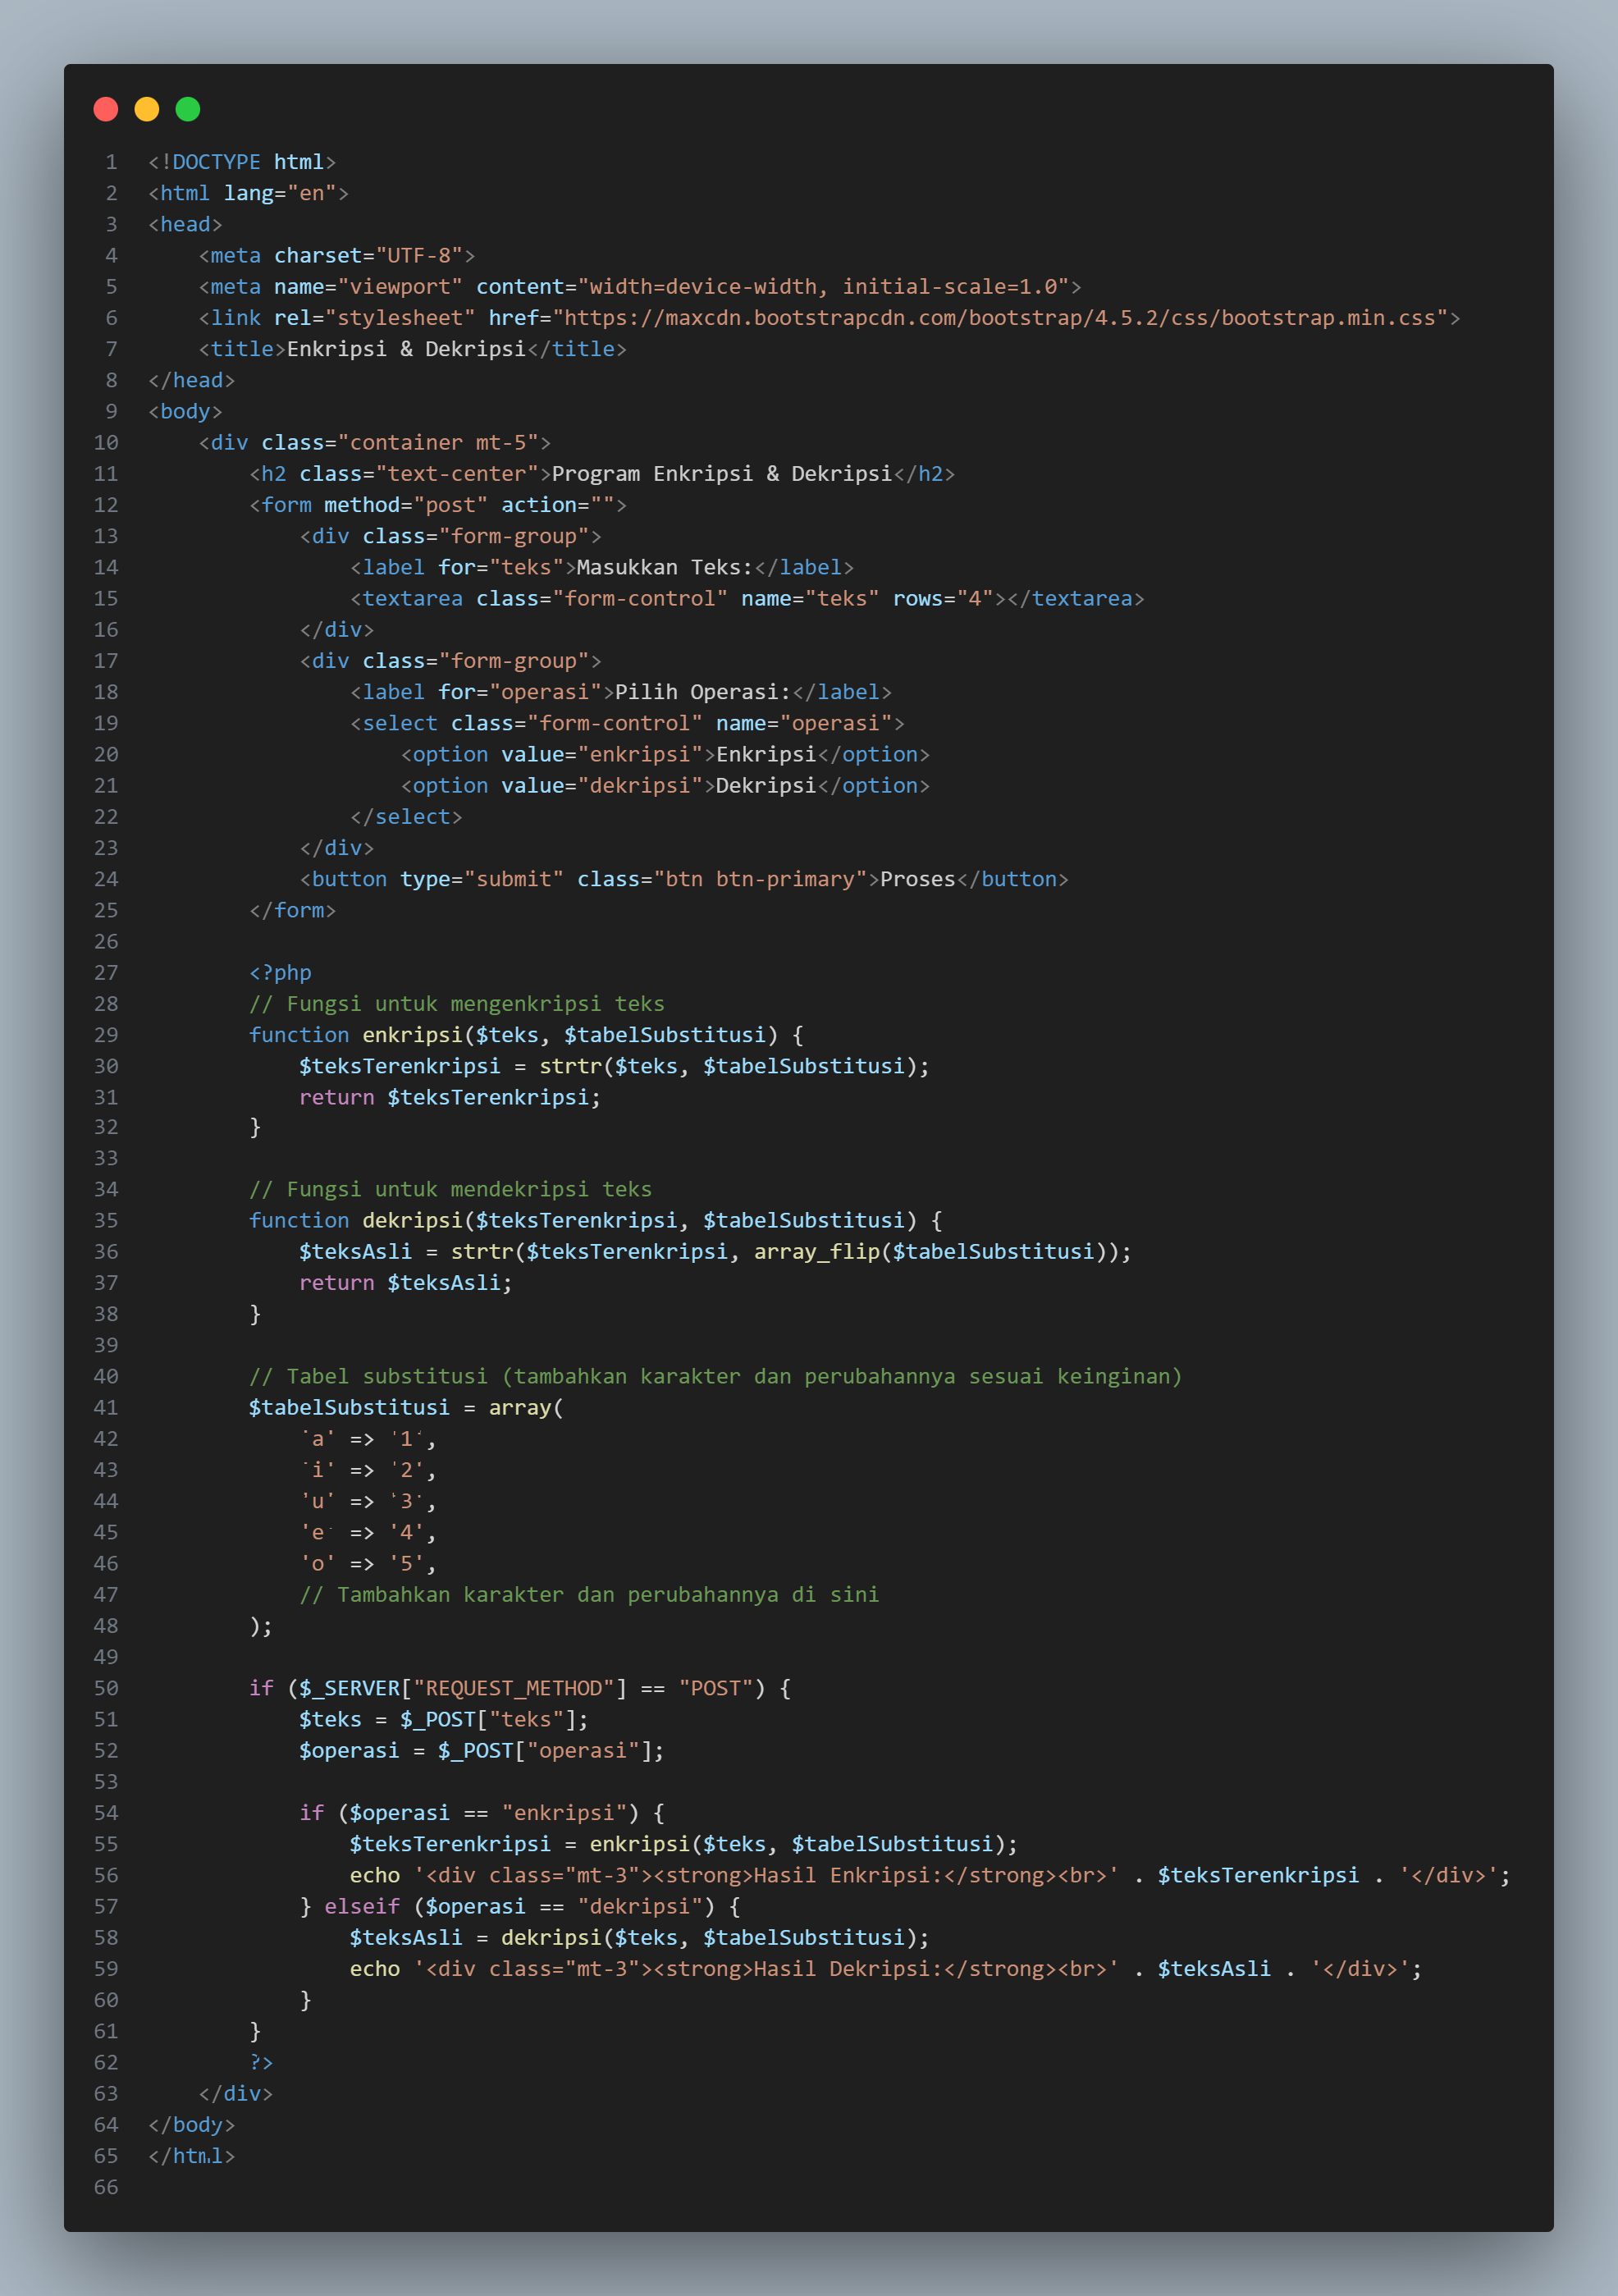 1 <!DOCTYPE html>
2 <html lang="en">
3 <head>
4     <meta charset="UTF-8">
5     <meta name="viewport" content="width=device-width, initial-scale=1.0">
6     <link rel="stylesheet" href="https://maxcdn.bootstrapcdn.com/bootstrap/4.5.2/css/bootstrap.min.css">
7     <title>Enkripsi & Dekripsi</title>
8 </head>
9 <body>
10     <div class="container mt-5">
11         <h2 class="text-center">Program Enkripsi & Dekripsi</h2>
12         <form method="post" action="">
13             <div class="form-group">
14                 <label for="teks">Masukkan Teks:</label>
15                 <textarea class="form-control" name="teks" rows="4"></textarea>
16             </div>
17             <div class="form-group">
18                 <label for="operasi">Pilih Operasi:</label>
19                 <select class="form-control" name="operasi">
20                     <option value="enkripsi">Enkripsi</option>
21                     <option value="dekripsi">Dekripsi</option>
22                 </select>
23             </div>
24             <button type="submit" class="btn btn-primary">Proses</button>
25         </form>
26
27         <?php
28         // Fungsi untuk mengenkripsi teks
29         function enkripsi($teks, $tabelSubstitusi) {
30             $teksTerenkripsi = strtr($teks, $tabelSubstitusi);
31             return $teksTerenkripsi;
32         }
33
34         // Fungsi untuk mendekripsi teks
35         function dekripsi($teksTerenkripsi, $tabelSubstitusi) {
36             $teksAsli = strtr($teksTerenkripsi, array_flip($tabelSubstitusi));
37             return $teksAsli;
38         }
39
40         // Tabel substitusi (tambahkan karakter dan perubahannya sesuai keinginan)
41         $tabelSubstitusi = array(
42             'a' => '1',
43             'i' => '2',
44             'u' => '3',
45             'e' => '4',
46             'o' => '5',
47             // Tambahkan karakter dan perubahannya di sini
48         );
49
50         if ($_SERVER["REQUEST_METHOD"] == "POST") {
51             $teks = $_POST["teks"];
52             $operasi = $_POST["operasi"];
53
54             if ($operasi == "enkripsi") {
55                 $teksTerenkripsi = enkripsi($teks, $tabelSubstitusi);
56                 echo '<div class="mt-3"><strong>Hasil Enkripsi:</strong><br>' . $teksTerenkripsi . '</div>';
57             } elseif ($operasi == "dekripsi") {
58                 $teksAsli = dekripsi($teks, $tabelSubstitusi);
59                 echo '<div class="mt-3"><strong>Hasil Dekripsi:</strong><br>' . $teksAsli . '</div>';
60             }
61         }
62         ?>
63     </div>
64 </body>
65 </html>
66